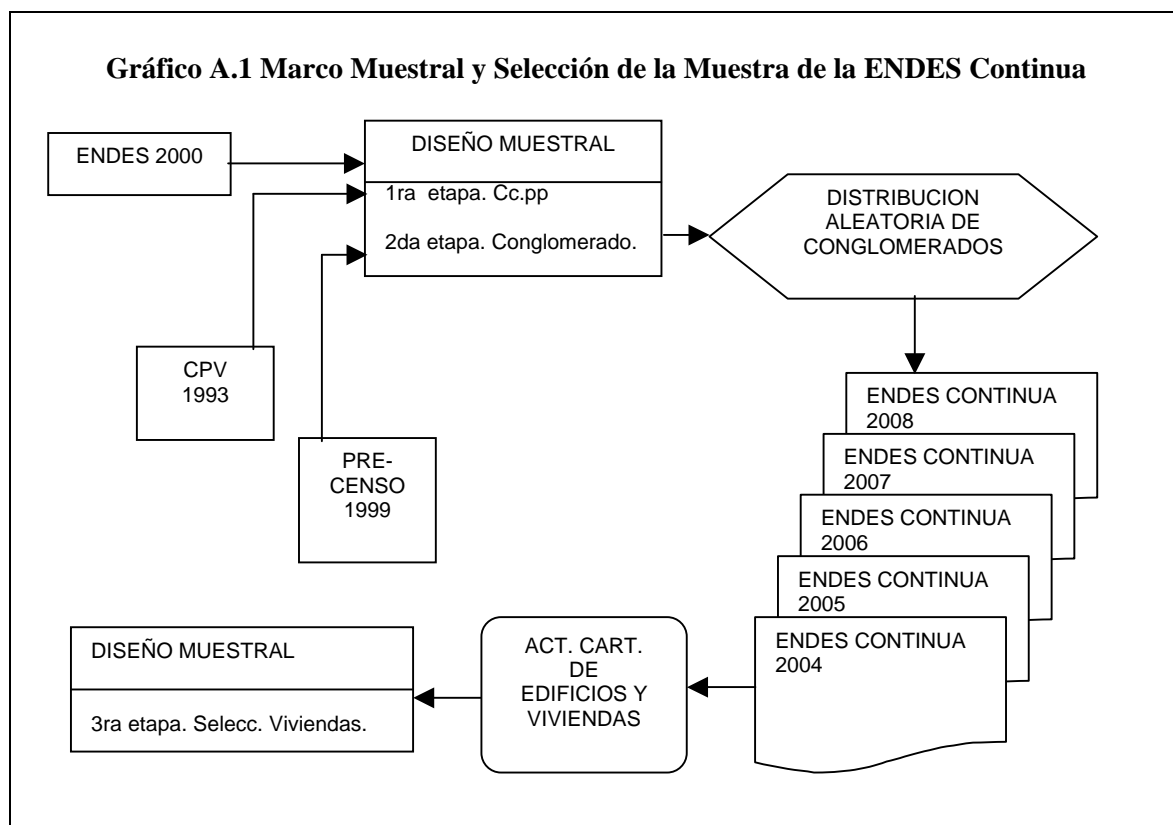 Gráfico A.1 Marco Muestral y Selección de la Muestra de la ENDES Continua
ENDES 2000
DISEÑO MUESTRAL
1ra etapa. Cc.pp
2da etapa. Conglomerado.
DISTRIBUCION
ALEATORIA DE
CONGLOMERADOS
CPV
1993
PRE-
CENSO
1999
ENDES CONTINUA
2008
ENDES CONTINUA
2007
ENDES CONTINUA
2006
ENDES CONTINUA
2005
ENDES CONTINUA
2004
ACT. CART.
DE
EDIFICIOS Y
VIVIENDAS
DISEÑO MUESTRAL
3ra etapa. Selecc. Viviendas.